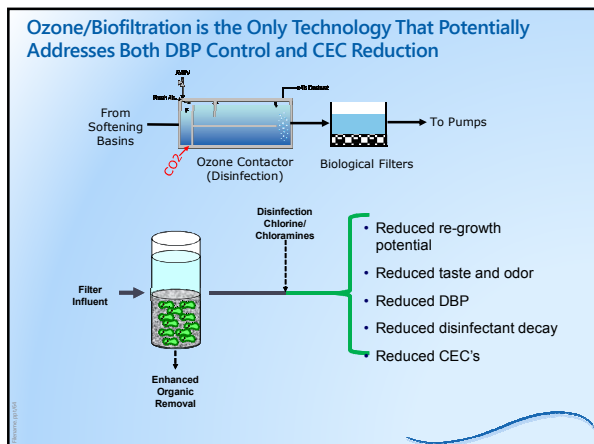 Ozone/Biofiltration is the Only Technology That Potentially
Addresses Both DBP Control and CEC Reduction
From
Softening
Basins
CO2
Ozone Contactor
(Disinfection)
Biological Filters
To Pumps
Disinfection
Chlorine/
Chloramines
Filter
Influent
Enhanced
Organic
Removal
• Reduced re-growth
potential
• Reduced taste and odor
• Reduced DBP
• Reduced disinfectant decay
• Reduced CEC's